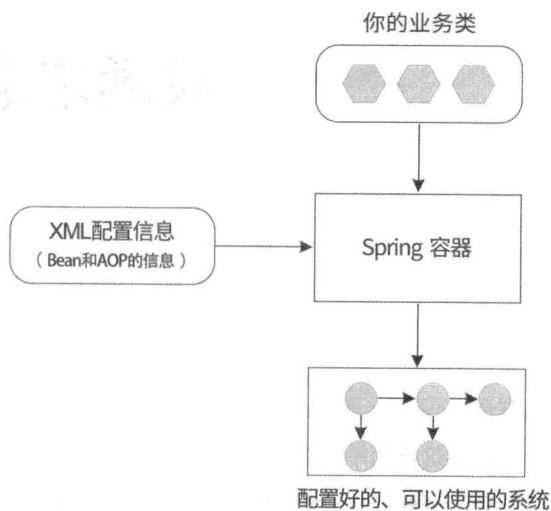 你的业务类
XML配置信息
（Bean和AOP的信息）
Spring 容器
配置好的、可以使用的系统